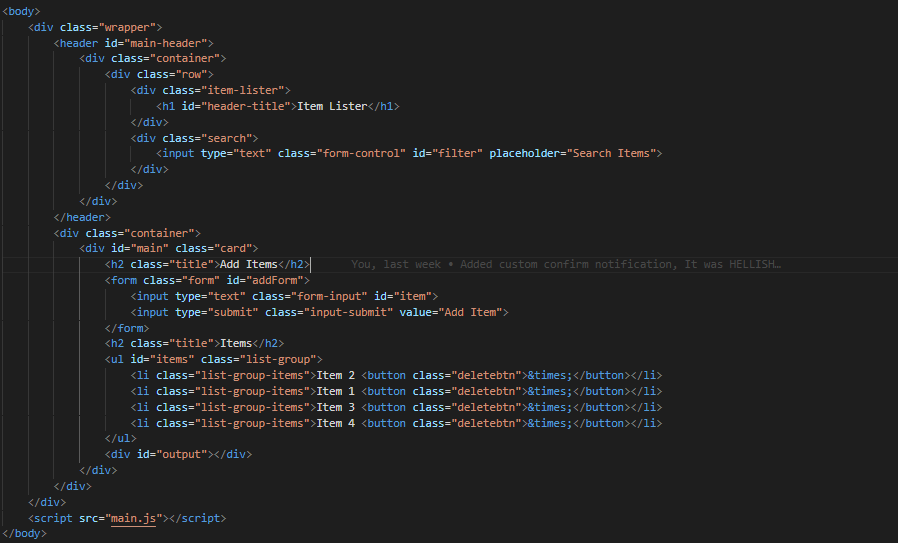 <body>
<div class="wrapper">
<header id="main-header">
<div class="container">
<div class="row">
<div class="item-lister">
<h1 id="header-title">Item Lister</h1>
</div>
<div class="search">
<input type="text" class="form-control" id="filter" placeholder="Search Items">
</div>
</div>
</div>
</header>
<div class="container">
<div id="main" class="card">
<h2 class="title">Add Items</h2> You, last week • Added custom confirm notification, It was HELLISH…
<form class="form" id="addForm">
<input type="text" class="form-input" id="item">
<input type="submit" class="input-submit" value="Add Item">
</form>
<h2 class="title">Items</h2>
<ul id="items" class="list-group">
<li class="list-group-items">Item 2 <button class="deletebtn">&times;</button></li>
<li class="list-group-items">Item 1 <button class="deletebtn">&times;</button></li>
<li class="list-group-items">Item 3 <button class="deletebtn">&times;</button></li>
<li class="list-group-items">Item 4 <button class="deletebtn">&times;</button></li>
</ul>
<div id="output"></div>
</div>
</div>
</div>
<script src="main.js"></script>
</body>